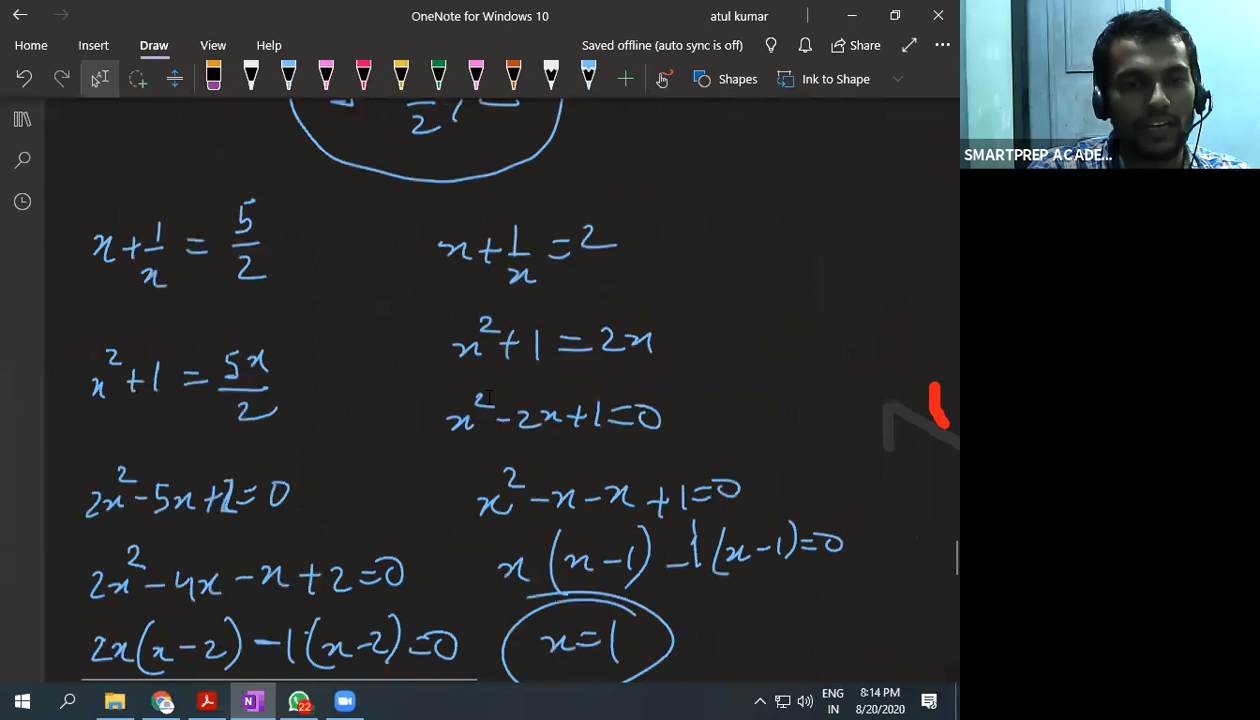 OneNote for Windows 10
atul kumar
Home Insert Draw View Help
Saved offline (auto sync is off)
Share
Shapes
Ink to Shape
SMARTPREP ACADE...
2
x + 1/x = 5/2
x² + 1 = 5x/2
2x² - 5x + 2 = 0
2x² - 4x - x + 2 = 0
2x(x - 2) - 1(x - 2) = 0
x + 1/x = 2
x² + 1 = 2x
x² - 2x + 1 = 0
x² - x - x + 1 = 0
x(x - 1) - 1(x - 1) = 0
x = 1
22
ENG
IN
8:14 PM
8/20/2020